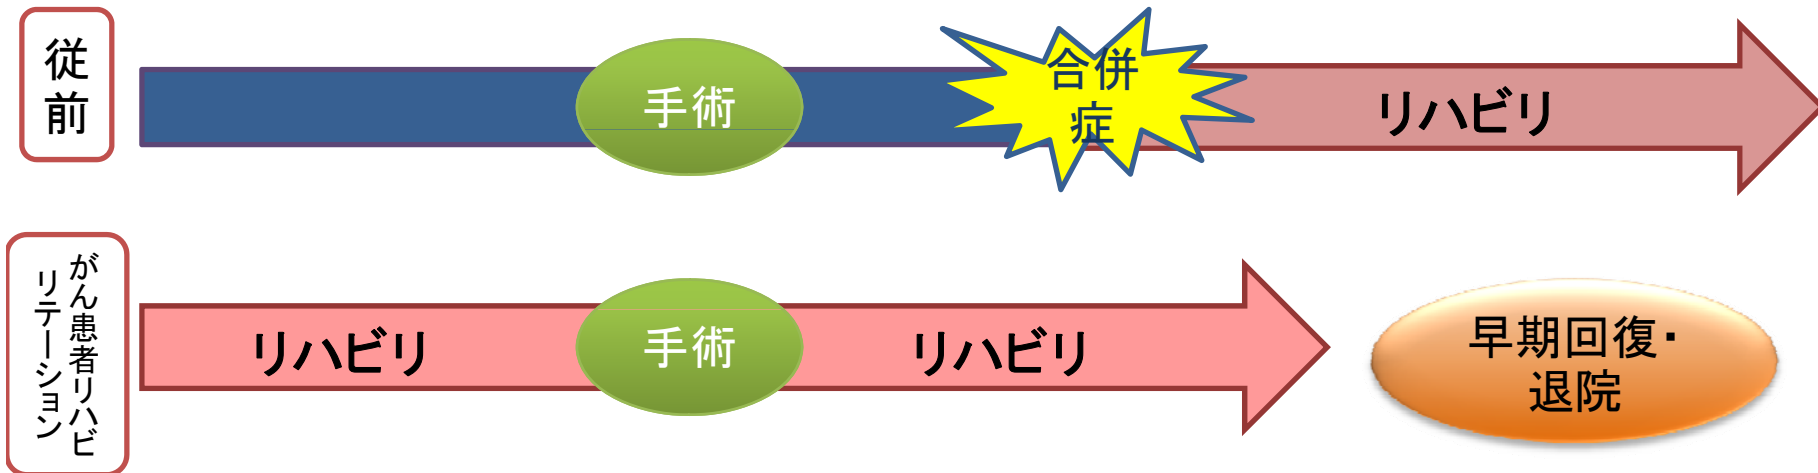 従
前
手術
合併
症
リハビリ
がん患者リハビ
リテーション
リハビリ
手術
リハビリ
早期回復・
退院